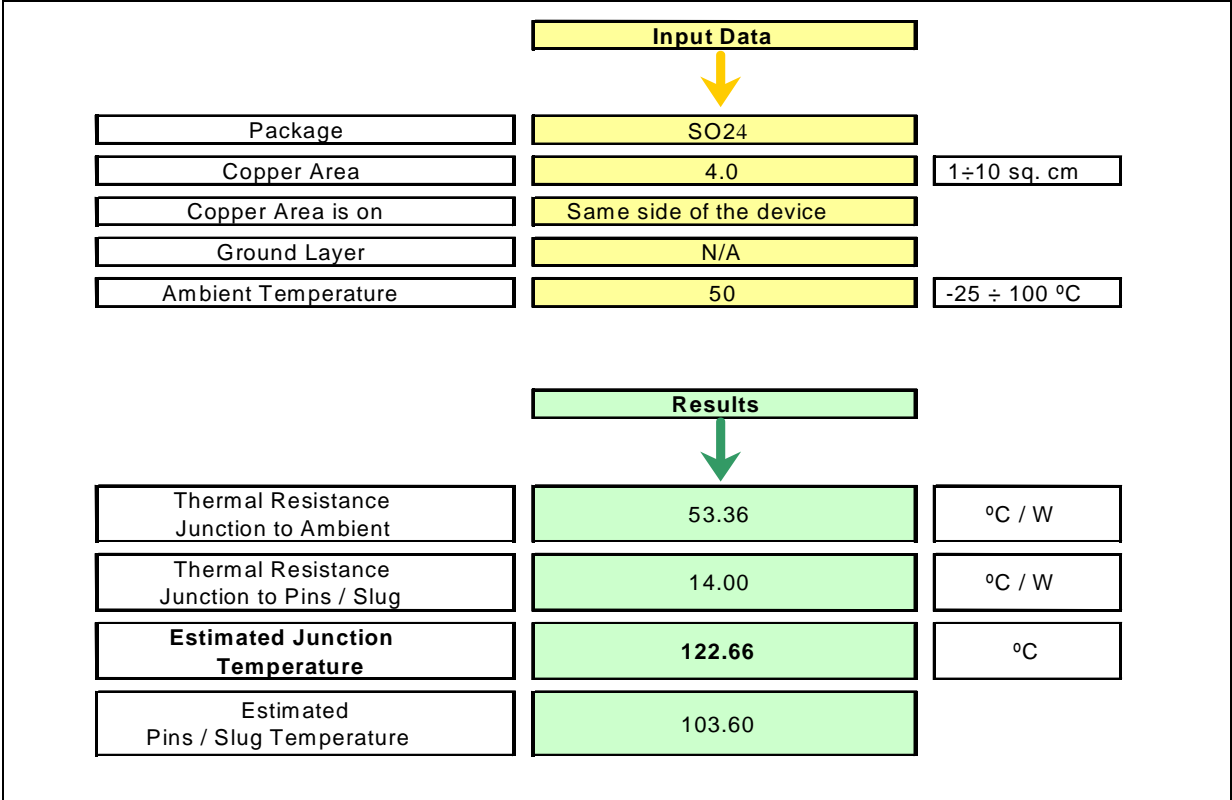 Input Data
Package
SO24
Copper Area
4.0
1÷10 sq. cm
Copper Area is on
Same side of the device
Ground Layer
N/A
Ambient Temperature
50
-25 ÷ 100 ºC
Results
Thermal Resistance
Junction to Ambient
53.36
ºC / W
Thermal Resistance
Junction to Pins / Slug
14.00
ºC / W
Estimated Junction
Temperature
122.66
ºC
Estimated
Pins / Slug Temperature
103.60